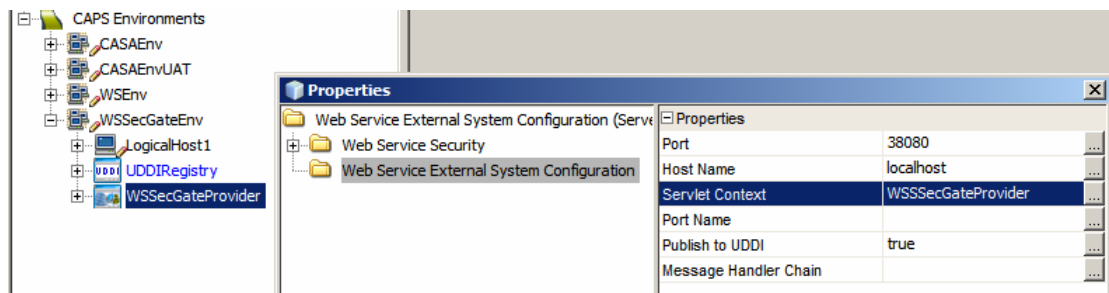 CAPS Environments
CASAEnv
CASAEnvUAT
WSEnv
WSSecGateEnv
LogicalHost1
UDDI UDDIRegistry
WSSecGateProvider
Properties
Web Service External System Configuration (Serve
Web Service Security
Web Service External System Configuration
Properties
Port 38080 ...
Host Name localhost ...
Servlet Context WSSSecGateProvider ...
Port Name ...
Publish to UDDI true ...
Message Handler Chain ...